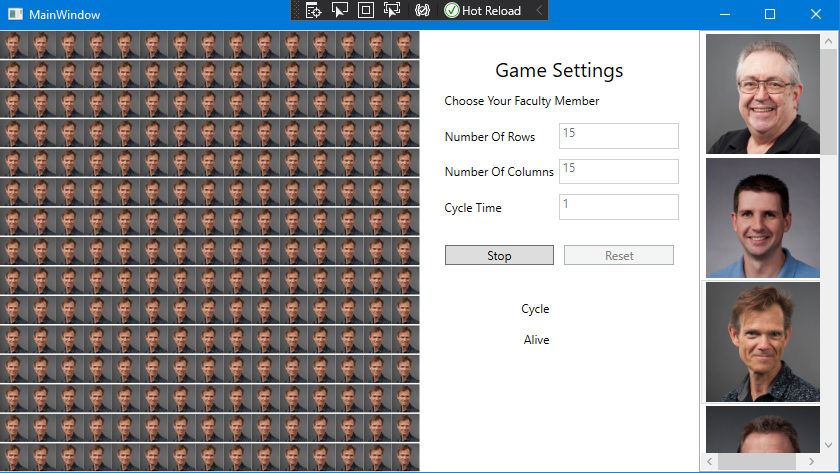 MainWindow
Hot Reload
Game Settings
Choose Your Faculty Member
Number Of Rows 15
Number Of Columns 15
Cycle Time 1
Stop Reset
Cycle
Alive